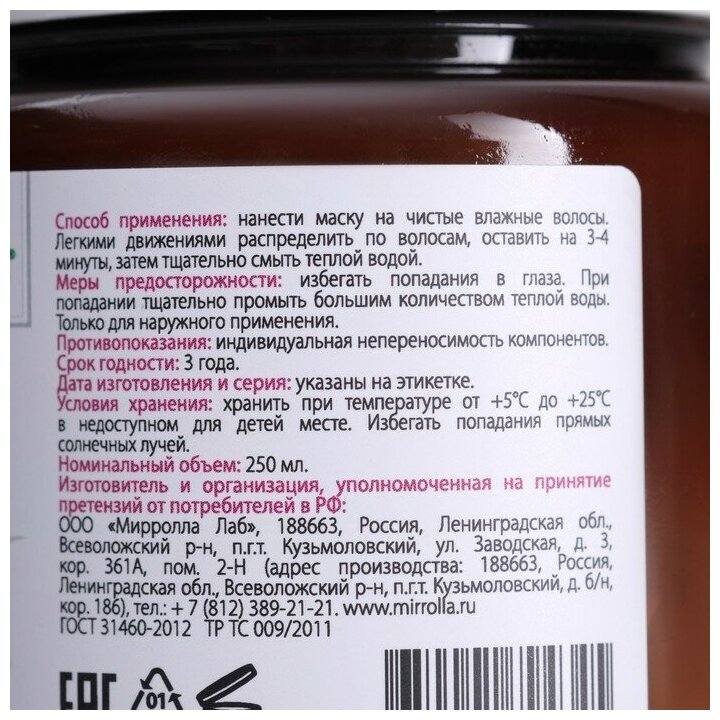 Способ применения: нанести маску на чистые влажные волосы.
Легкими движениями распределить по волосам, оставить на 3-4
минуты, затем тщательно смыть теплой водой.
Меры предосторожности: избегать попадания в глаза. При
попадании тщательно промыть большим количеством теплой воды.
Только для наружного применения.
Противопоказания: индивидуальная непереносимость компонентов.
Срок годности: 3 года.
Дата изготовления и серия: указаны на этикетке.
Условия хранения: хранить при температуре от +5°С до +25°С
в недоступном для детей месте. Избегать попадания прямых
солнечных лучей.
Номинальный объем: 250 мл.
Изготовитель и организация, уполномоченная на принятие
претензий от потребителей в РФ:
ООО «Мирролла Лаб», 188663, Россия, Ленинградская обл.,
Всеволожский р-н, п.г.т. Кузьмоловский, ул. Заводская, д. 3,
кор. 361А, пом. 2-Н (адрес производства: 188663, Россия,
Ленинградская обл., Всеволожский р-н, п.г.т. Кузьмоловский, д. б/н,
кор. 186), тел.: + 7 (812) 389-21-21. www.mirrolla.ru
ГОСТ 31460-2012 ТР ТС 009/2011
EAC 01